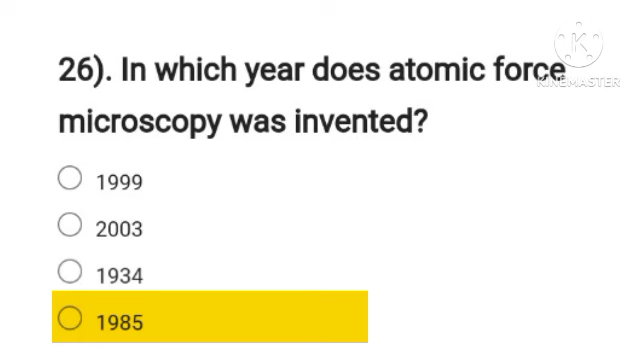 26). In which year does atomic force
KINEMASTER
microscopy was invented?
1999
2003
1934
1985